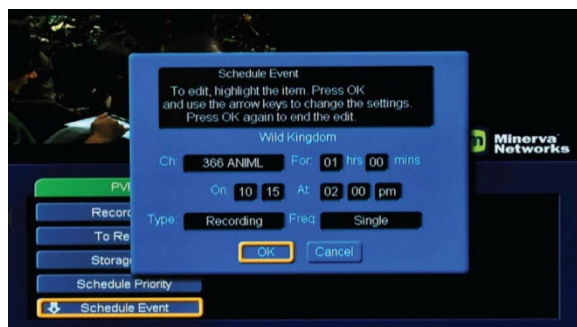 Schedule Event
To edit, highlight the item. Press OK
and use the arrow keys to change the settings.
Press OK again to end the edit.
Wild Kingdom
Ch: 366 ANIML For: 01 hrs 00 mins
On: 10 15 At: 02 00 pm
Type: Recording Freq: Single
OK Cancel
Minerva
Networks
Schedule Priority
Schedule Event